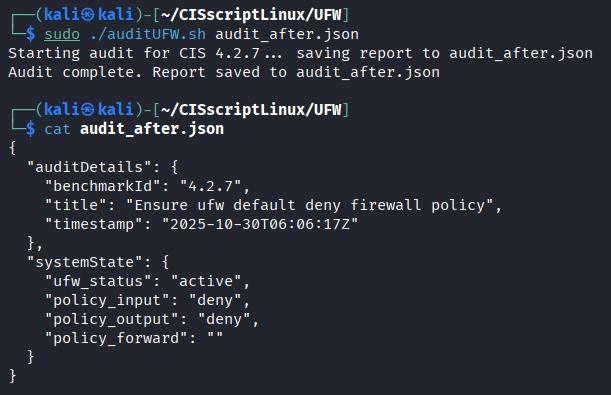 ┌──(kali㉿kali)-[~/CISscriptLinux/UFW]
└─$ sudo ./auditUFW.sh audit_after.json
Starting audit for CIS 4.2.7... saving report to audit_after.json
Audit complete. Report saved to audit_after.json

┌──(kali㉿kali)-[~/CISscriptLinux/UFW]
└─$ cat audit_after.json
{
  "auditDetails": {
    "benchmarkId": "4.2.7",
    "title": "Ensure ufw default deny firewall policy",
    "timestamp": "2025-10-30T06:06:17Z"
  },
  "systemState": {
    "ufw_status": "active",
    "policy_input": "deny",
    "policy_output": "deny",
    "policy_forward": ""
  }
}